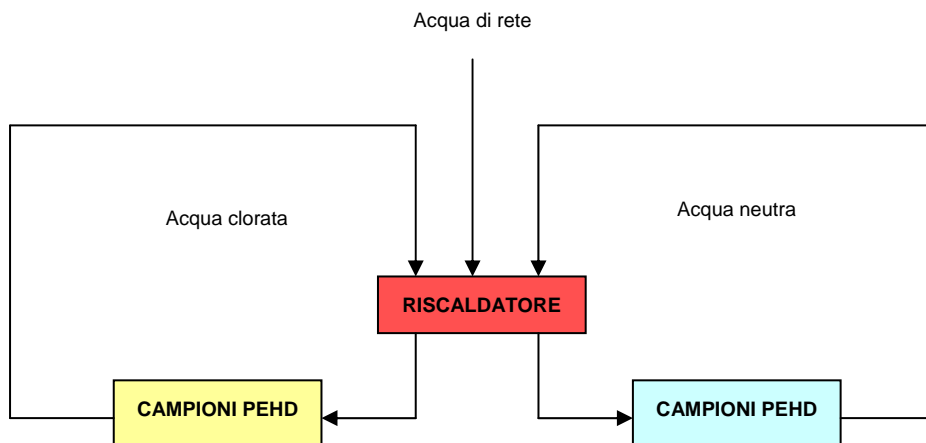 Acqua di rete
Acqua clorata
Acqua neutra
RISCALDATORE
CAMPIONI PEHD
CAMPIONI PEHD